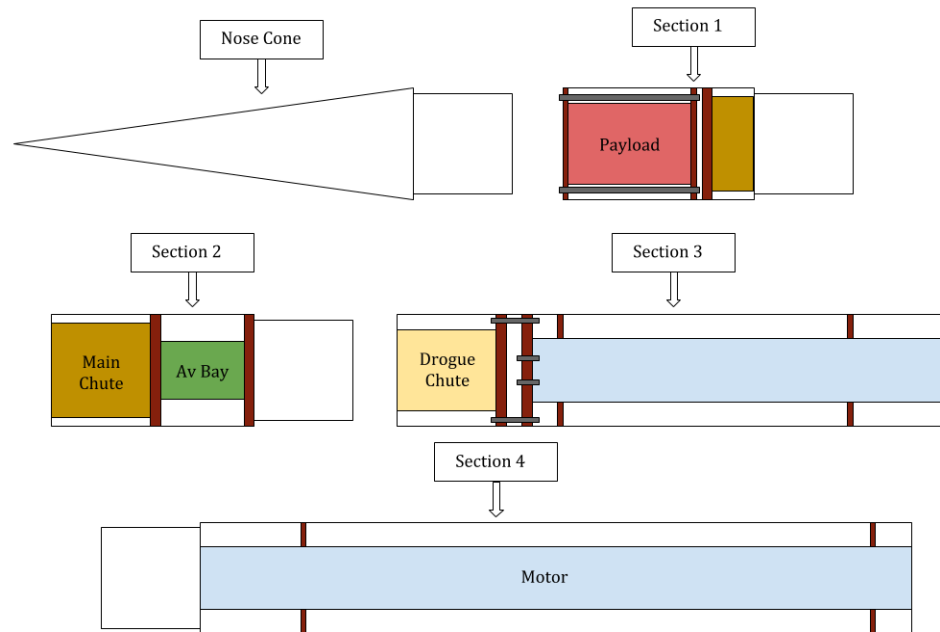 Nose Cone
Section 1
Payload
Section 2
Section 3
Main
Chute
Av Bay
Drogue
Chute
Section 4
Motor